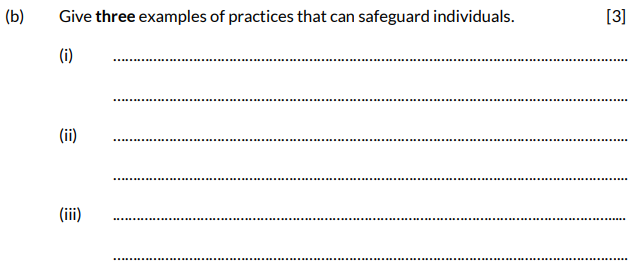 (b) Give three examples of practices that can safeguard individuals. [3]
(i) ........................................................................................................................
........................................................................................................................
(ii) ........................................................................................................................
........................................................................................................................
(iii) ........................................................................................................................
........................................................................................................................